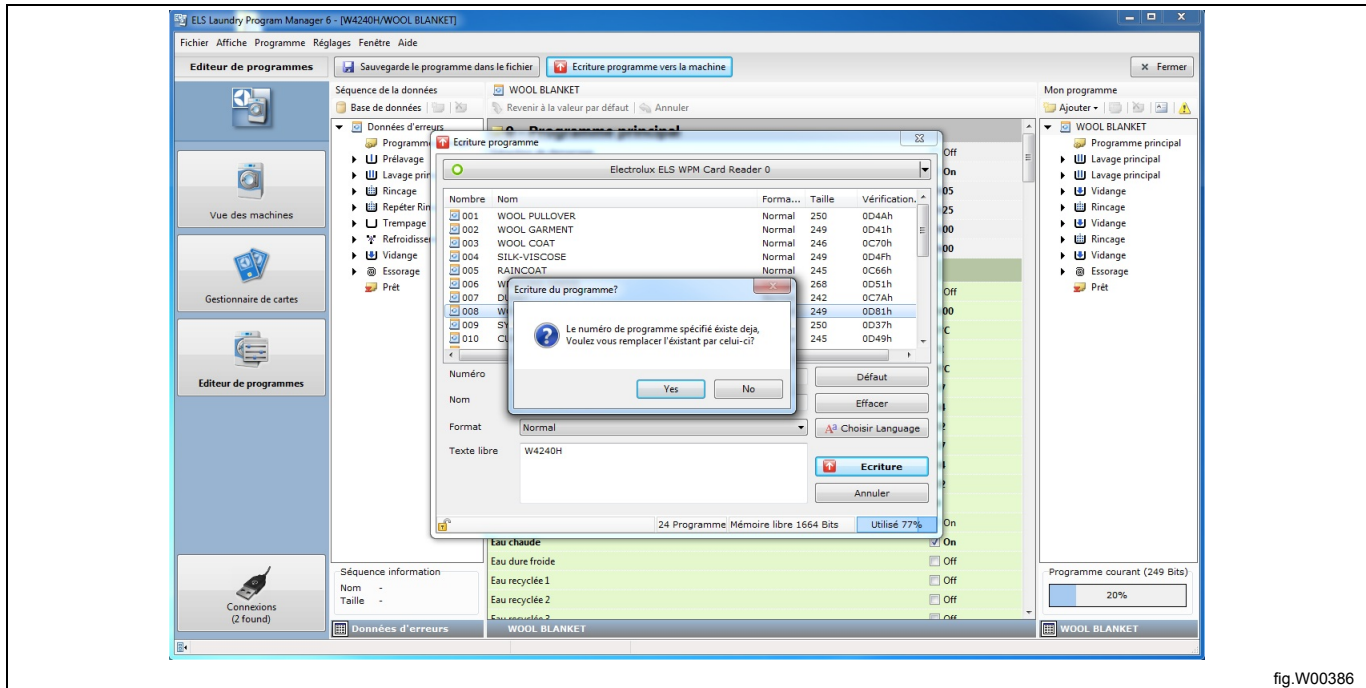 ELS Laundry Program Manager 6 - [W4240H/WOOL BLANKET]
Fichier Affiche Programme Réglages Fenêtre Aide
Editeur de programmes
Sauvegarde le programme dans le fichier
Ecriture programme vers la machine
Fermer
Vue des machines
Gestionnaire de cartes
Editeur de programmes
Connexions
(2 found)
Séquence de la données
Base de données
Données d'erreurs
Prélavage
Rincage
Trempage
Vidange
Essorage
Prêt
Séquence information
Nom -
Taille -
Données d'erreurs
WOOL BLANKET
Revenir à la valeur par défaut
Annuler
Programme principal
Off
On
05
25
00
00
Off
00
Ecriture programme
Electrolux ELS WPM Card Reader 0
Nombre Nom Forma... Taille Vérification.
001 WOOL PULLOVER Normal 250 0D4Ah
002 WOOL GARMENT Normal 249 0D41h
003 WOOL COAT Normal 246 0C70h
004 SILK-VISCOSE Normal 249 0D4Fh
005 RAINCOAT Normal 245 0C66h
006 268 0D51h
007 242 0C7Ah
008 249 0D81h
009 250 0D37h
010 245 0D49h
Ecriture du programme?
Le numéro de programme spécifié éxiste deja,
Voulez vous remplacer l'éxistant par celui-ci?
Yes No
Numéro
Défaut
Nom
Effacer
Format Normal
Aª Choisir Language
Texte libre W4240H
Ecriture
Annuler
24 Programme Mémoire libre 1664 Bits Utilisé 77%
On
Eau chaude On
Eau dure froide Off
Eau recyclée 1 Off
Eau recyclée 2 Off
WOOL BLANKET
Mon programme
Ajouter
WOOL BLANKET
Programme principal
Lavage principal
Lavage principal
Vidange
Rincage
Vidange
Rincage
Vidange
Essorage
Prêt
Programme courant (249 Bits)
20%
WOOL BLANKET
fig.W00386